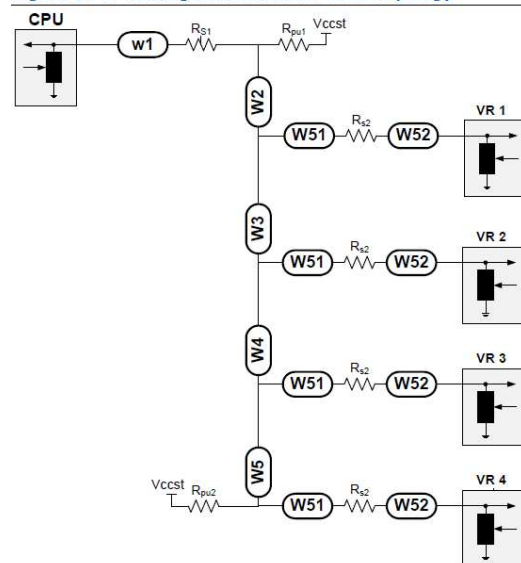 CPU
w1
RS1
Rpu1
Vccst
W2
VR 1
W51
Rs2
W52
W3
VR 2
W51
Rs2
W52
W4
VR 3
W51
Rs2
W52
W5
Vccst
Rpu2
VR 4
W51
Rs2
W52